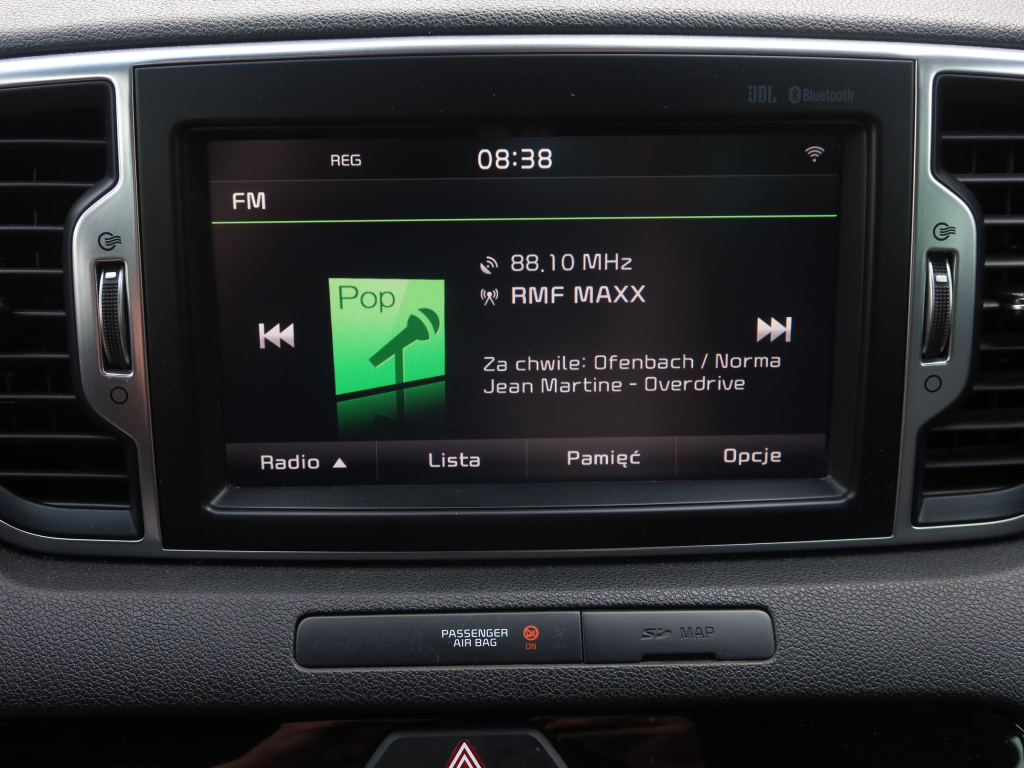 JBL Bluetooth
REG 08:38
FM
88.10 MHz
Pop
RMF MAXX
Za chwile: Ofenbach / Norma
Jean Martine - Overdrive
Radio ▲ Lista Pamięć Opcje
PASSENGER
AIR BAG
ON
SD MAP